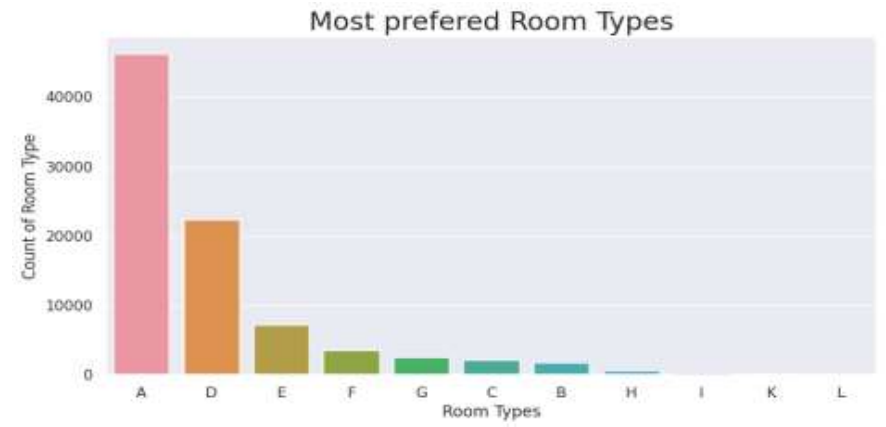 Most prefered Room Types
Count of Room Type
40000
30000
20000
10000
0
A D E F G C B H I K L
Room Types